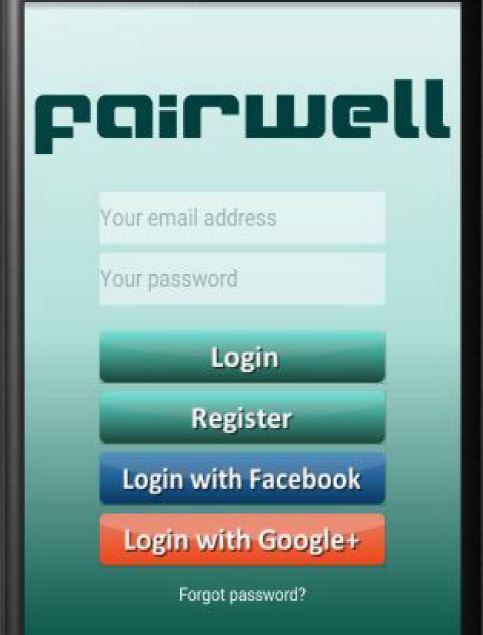 fairwell
Your email address
Your password
Login
Register
Login with Facebook
Login with Google+
Forgot password?